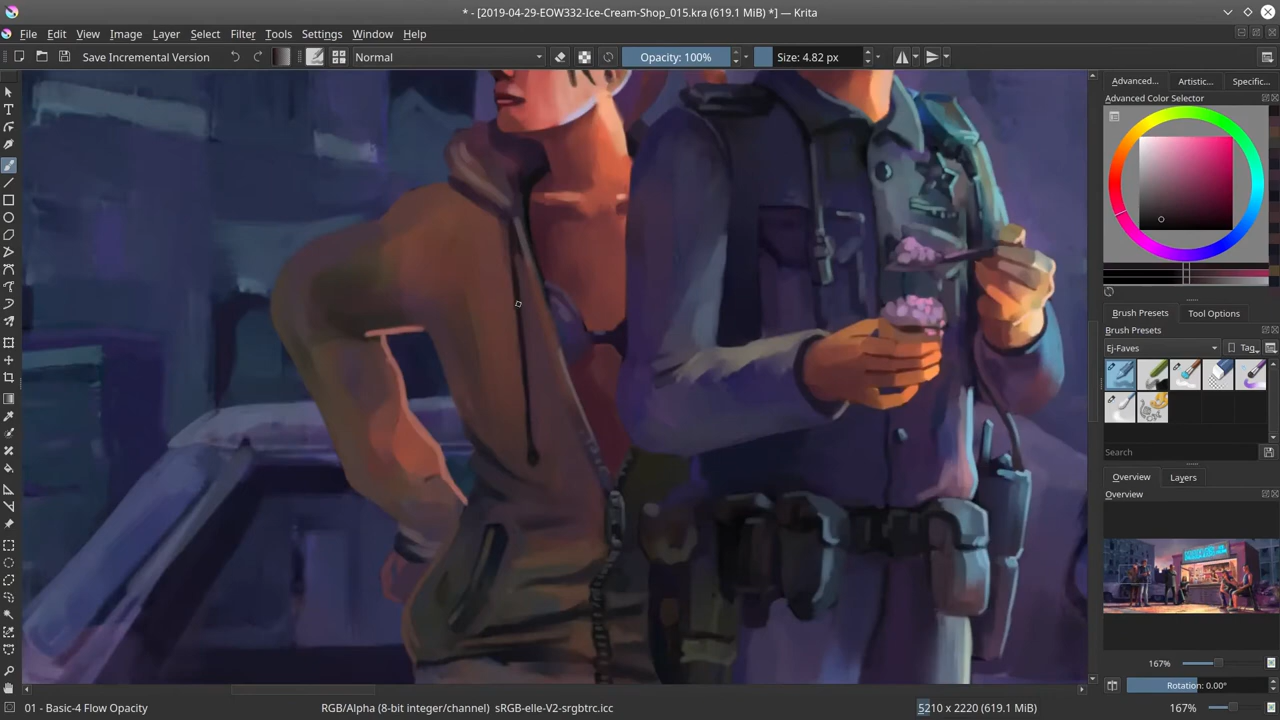 * - [2019-04-29-EOW332-Ice-Cream-Shop_015.kra (619.1 MiB) *] — Krita
File Edit View Image Layer Select Filter Tools Settings Window Help
Save Incremental Version Normal Opacity: 100% Size: 4.82 px
Advanced... Artistic... Specific...
Advanced Color Selector
Brush Presets Tool Options
Brush Presets
Ej-Faves Tag
Search
Overview Layers
Overview
167%
Rotation: 0.00°
01 - Basic-4 Flow Opacity RGB/Alpha (8-bit integer/channel) sRGB-elle-V2-srgbtrc.icc 5210 x 2220 (619.1 MiB) 167%